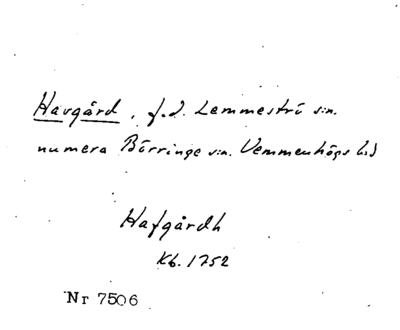 Havgård, f.d. Lemmeströ sn.
numera Börringe sn. Vemmenhögs hd
Hafgårdh
Kb. 1752
Nr 7506